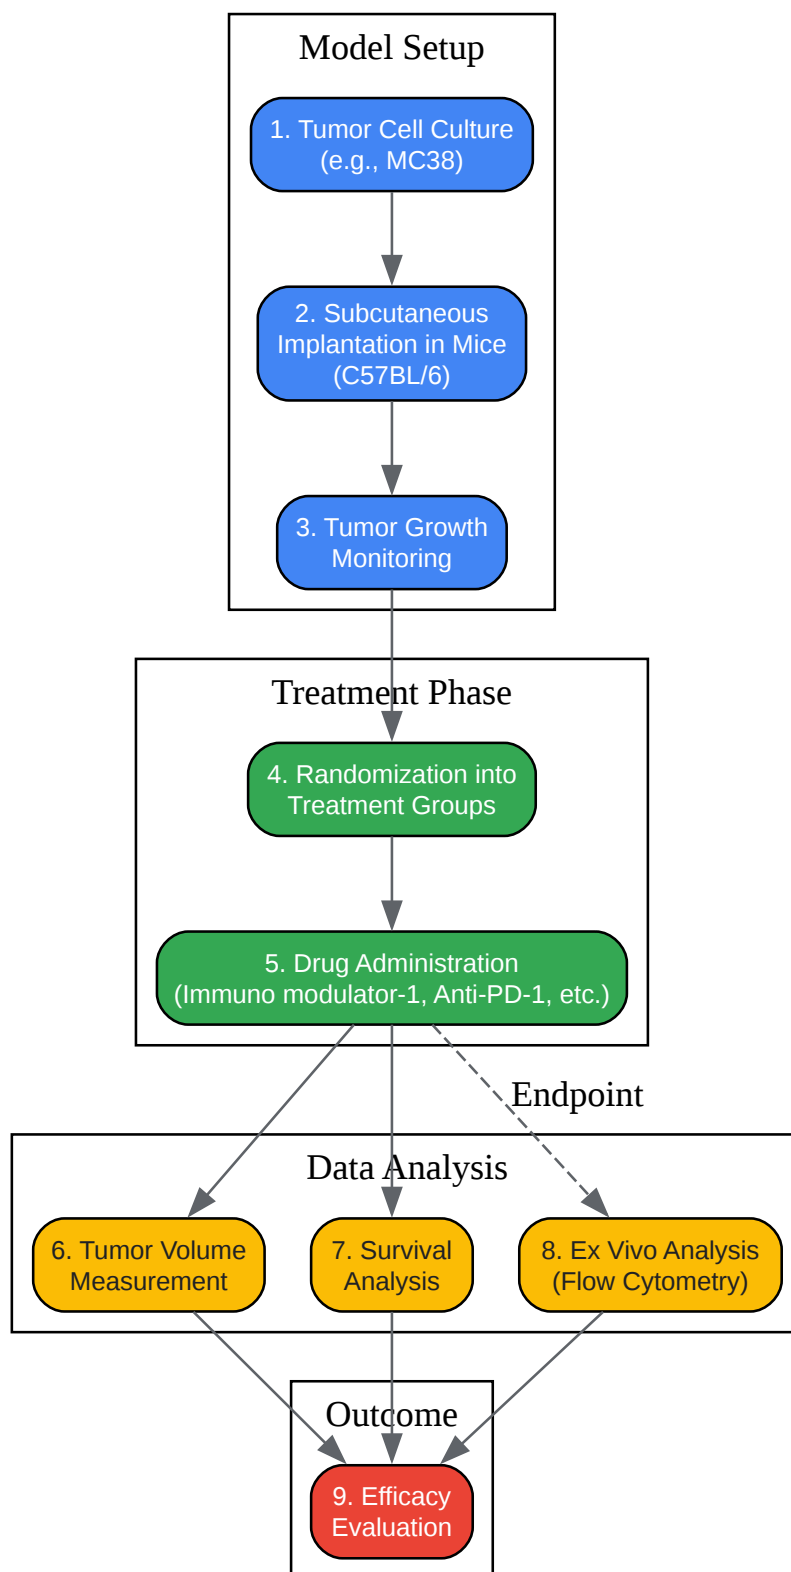 Model Setup
1. Tumor Cell Culture
(e.g., MC38)
2. Subcutaneous
Implantation in Mice
(C57BL/6)
3. Tumor Growth
Monitoring
Treatment Phase
4. Randomization into
Treatment Groups
5. Drug Administration
(Immuno modulator-1, Anti-PD-1, etc.)
Endpoint
Data Analysis
6. Tumor Volume
Measurement
7. Survival
Analysis
8. Ex Vivo Analysis
(Flow Cytometry)
Outcome
9. Efficacy
Evaluation